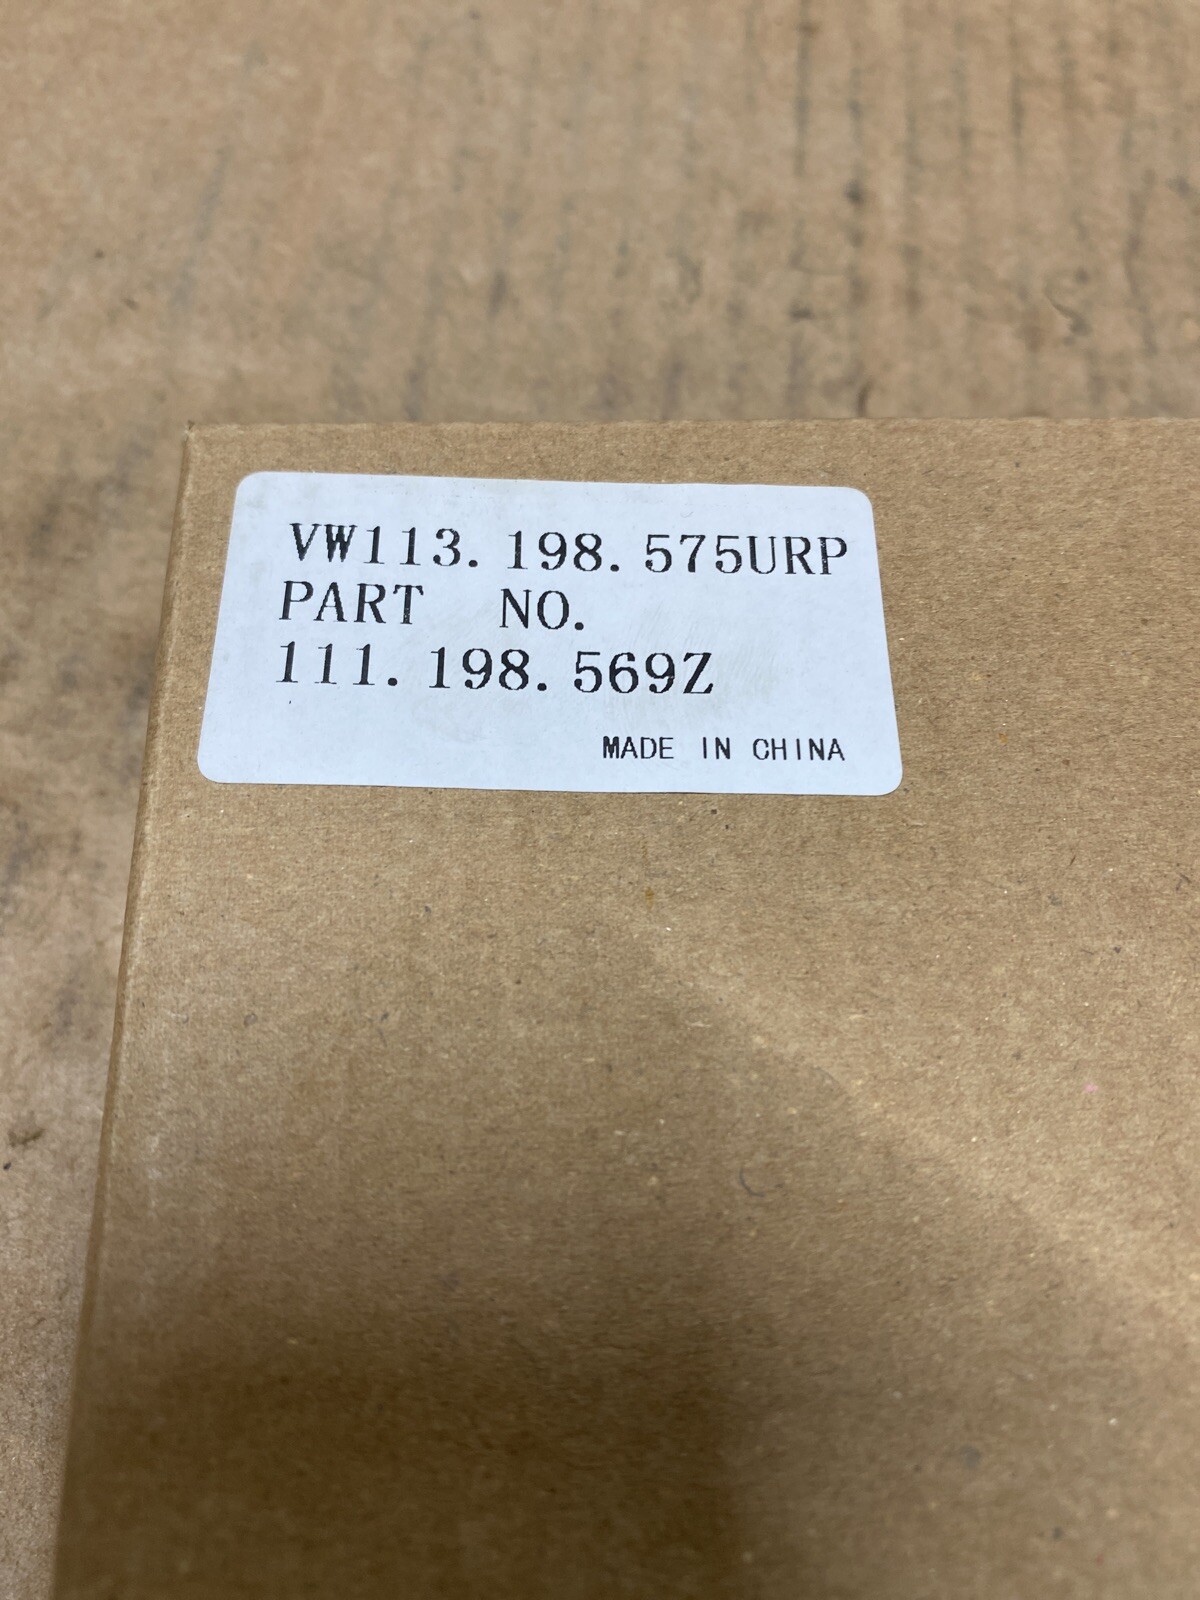 VW113.198.575URP
PART NO.
111.198.569Z
MADE IN CHINA